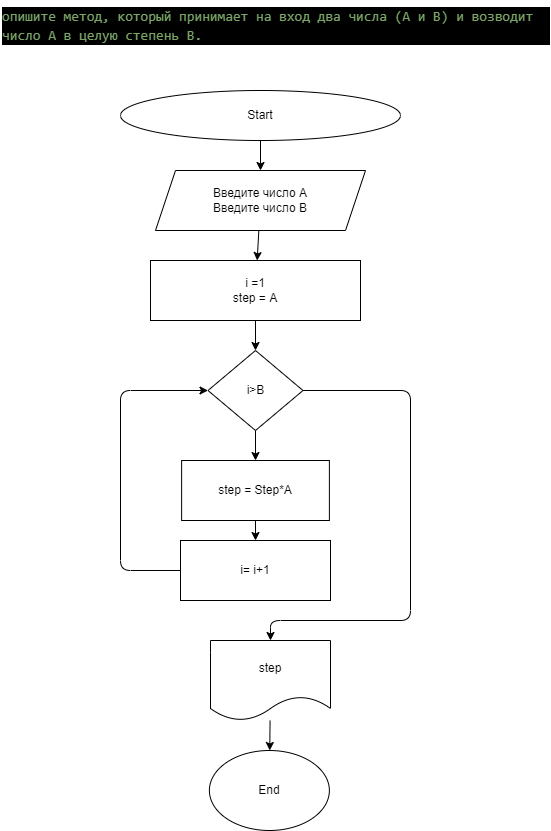 опишите метод, который принимает на вход два числа (A и B) и возводит
число A в целую степень B.
Start
Введите число А
Введите число В
i =1
step = A
i>B
step = Step*A
i= i+1
step
End